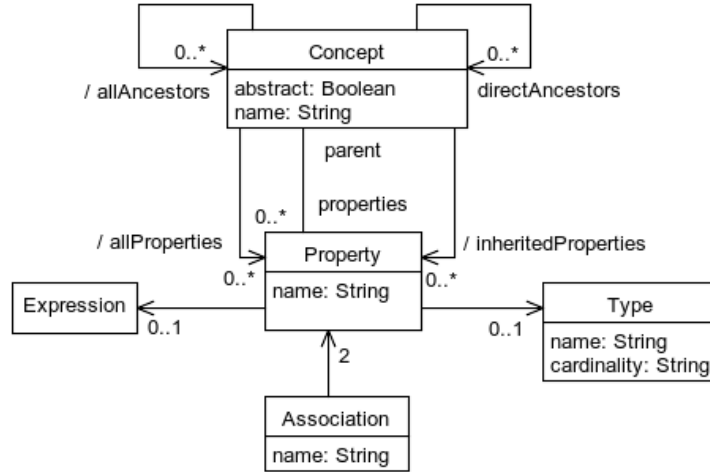 0..*
Concept
0..*
/ allAncestors
abstract: Boolean
name: String
directAncestors
parent
0..*
properties
/ allProperties
Property
/ inheritedProperties
0..*
name: String
0..*
Expression
0..1
0..1
Type
name: String
cardinality: String
2
Association
name: String